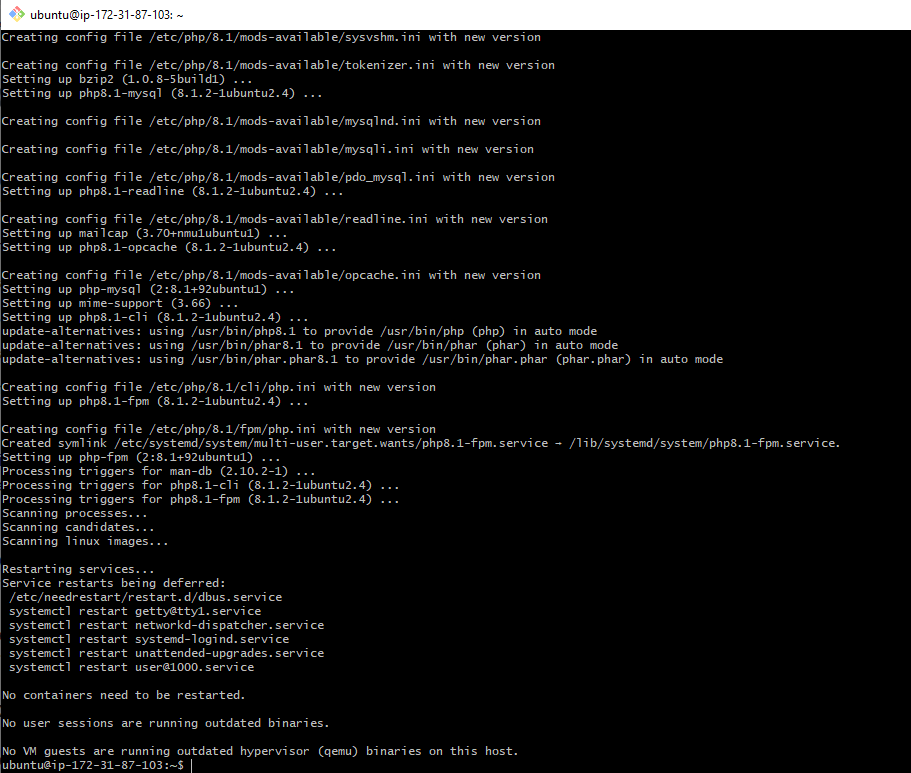 ubuntu@ip-172-31-87-103: ~
Creating config file /etc/php/8.1/mods-available/sysvshm.ini with new version
Creating config file /etc/php/8.1/mods-available/tokenizer.ini with new version
Setting up bzip2 (1.0.8-5build1) ...
Setting up php8.1-mysql (8.1.2-1ubuntu2.4) ...
Creating config file /etc/php/8.1/mods-available/mysqlnd.ini with new version
Creating config file /etc/php/8.1/mods-available/mysqli.ini with new version
Creating config file /etc/php/8.1/mods-available/pdo_mysql.ini with new version
Setting up php8.1-readline (8.1.2-1ubuntu2.4) ...
Creating config file /etc/php/8.1/mods-available/readline.ini with new version
Setting up mailcap (3.70+nmu1ubuntu1) ...
Setting up php8.1-opcache (8.1.2-1ubuntu2.4) ...
Creating config file /etc/php/8.1/mods-available/opcache.ini with new version
Setting up php-mysql (2:8.1+92ubuntu1) ...
Setting up mime-support (3.66) ...
Setting up php8.1-cli (8.1.2-1ubuntu2.4) ...
update-alternatives: using /usr/bin/php8.1 to provide /usr/bin/php (php) in auto mode
update-alternatives: using /usr/bin/phar8.1 to provide /usr/bin/phar (phar) in auto mode
update-alternatives: using /usr/bin/phar.phar8.1 to provide /usr/bin/phar.phar (phar.phar) in auto mode
Creating config file /etc/php/8.1/cli/php.ini with new version
Setting up php8.1-fpm (8.1.2-1ubuntu2.4) ...
Creating config file /etc/php/8.1/fpm/php.ini with new version
Created symlink /etc/systemd/system/multi-user.target.wants/php8.1-fpm.service → /lib/systemd/system/php8.1-fpm.service.
Setting up php-fpm (2:8.1+92ubuntu1) ...
Processing triggers for man-db (2.10.2-1) ...
Processing triggers for php8.1-cli (8.1.2-1ubuntu2.4) ...
Processing triggers for php8.1-fpm (8.1.2-1ubuntu2.4) ...
Scanning processes...
Scanning candidates...
Scanning linux images...
Restarting services...
Service restarts being deferred:
/etc/needrestart/restart.d/dbus.service
systemctl restart getty@tty1.service
systemctl restart networkd-dispatcher.service
systemctl restart systemd-logind.service
systemctl restart unattended-upgrades.service
systemctl restart user@1000.service
No containers need to be restarted.
No user sessions are running outdated binaries.
No VM guests are running outdated hypervisor (qemu) binaries on this host.
ubuntu@ip-172-31-87-103:~$